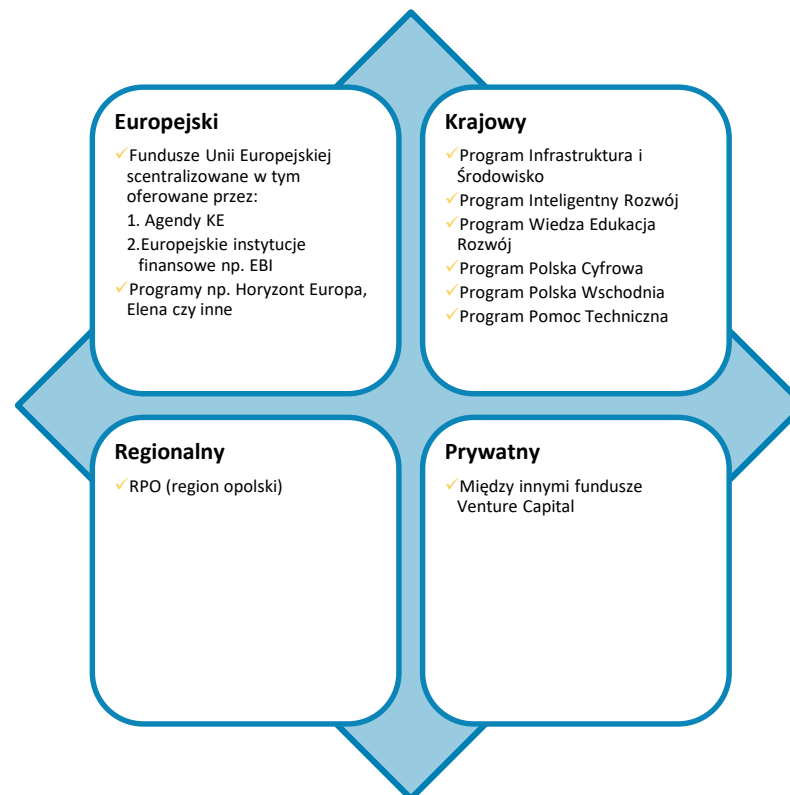 Europejski
✓Fundusze Unii Europejskiej
scentralizowane w tym
oferowane przez:
1. Agendy KE
2.Europejskie instytucje
finansowe np. EBI
✓Programy np. Horyzont Europa,
Elena czy inne
Krajowy
✓Program Infrastruktura i
Środowisko
✓Program Inteligentny Rozwój
✓Program Wiedza Edukacja
Rozwój
✓Program Polska Cyfrowa
✓Program Polska Wschodnia
✓Program Pomoc Techniczna
Regionalny
✓RPO (region opolski)
Prywatny
✓Między innymi fundusze
Venture Capital